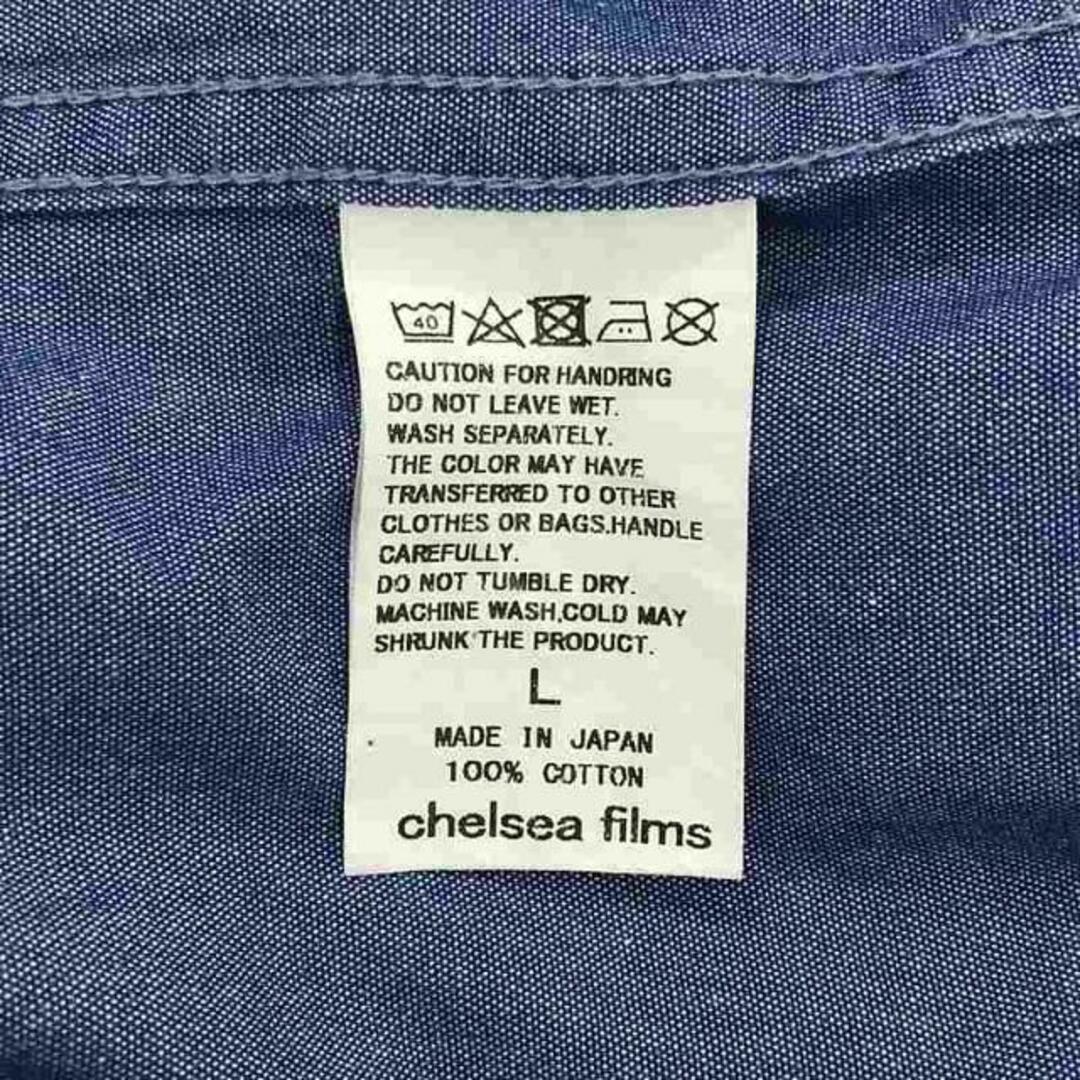 40
CAUTION FOR HANDRING
DO NOT LEAVE WET.
WASH SEPARATELY.
THE COLOR MAY HAVE
TRANSFERRED TO OTHER
CLOTHES OR BAGS.HANDLE
CAREFULLY.
DO NOT TUMBLE DRY.
MACHINE WASH,COLD MAY
SHRUNK THE PRODUCT.
L
MADE IN JAPAN
100% COTTON
chelsea films